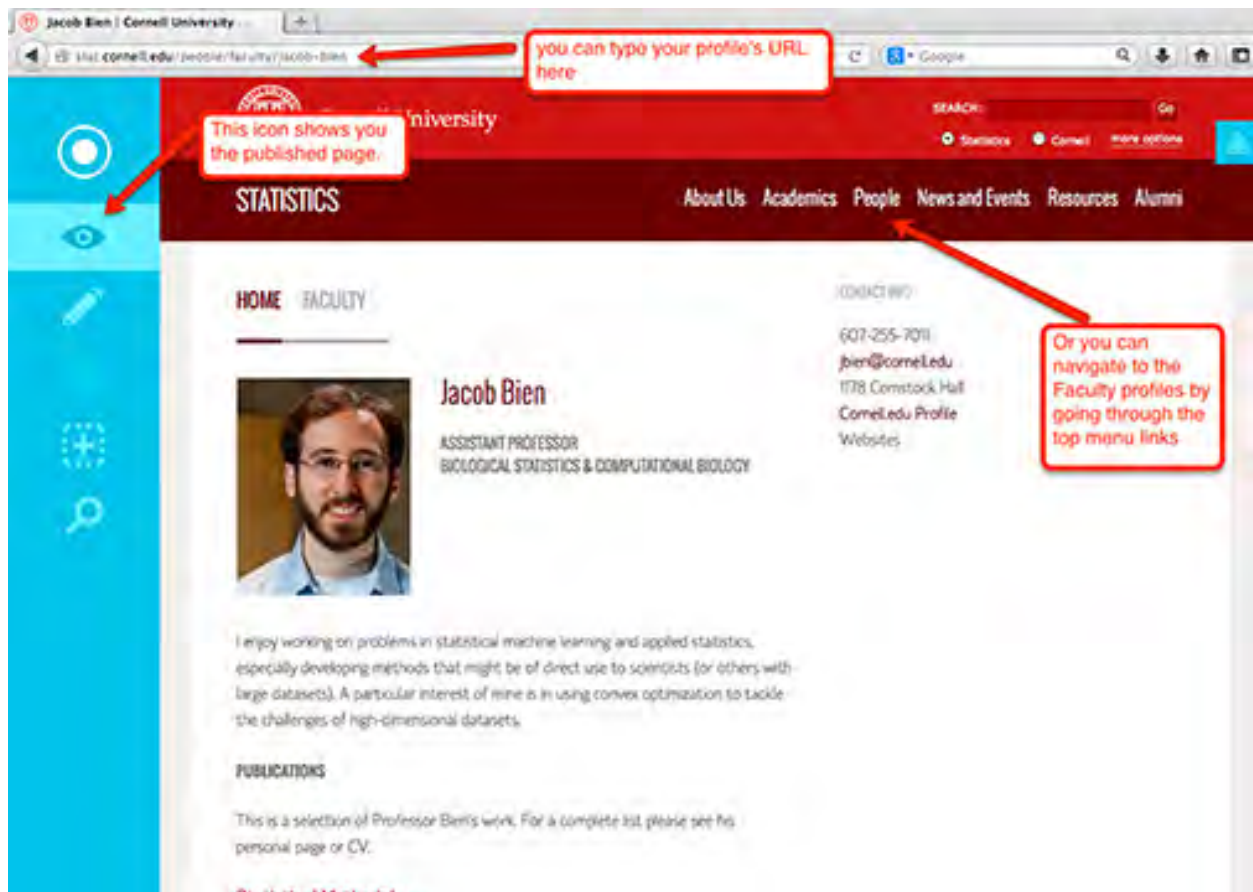 Jacob Bien | Cornell University
stat.cornell.edu/people/faculty/jacob-bien
you can type your profile's URL
here
Google
University
SEARCH:
Go
Statistics
Cornell
more options
This icon shows you
the published page.
STATISTICS
About Us
Academics
People
News and Events
Resources
Alumni
HOME
FACULTY
CONTACT INFO
607-255-7011
jbien@cornell.edu
1178 Comstock Hall
Cornell.edu Profile
Websites
Or you can
navigate to the
Faculty profiles by
going through the
top menu links
Jacob Bien
ASSISTANT PROFESSOR
BIOLOGICAL STATISTICS & COMPUTATIONAL BIOLOGY
I enjoy working on problems in statistical machine learning and applied statistics,
especially developing methods that might be of direct use to scientists (or others with
large datasets). A particular interest of mine is in using convex optimization to tackle
the challenges of high-dimensional datasets.
PUBLICATIONS
This is a selection of Professor Bien's work. For a complete list please see his
personal page or CV.